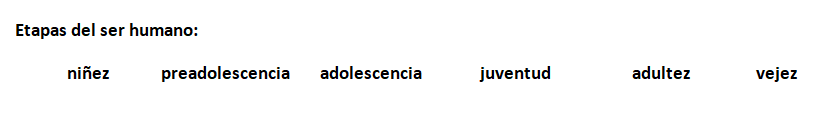 Etapas del ser humano:
niñez preadolescencia adolescencia juventud adultez vejez